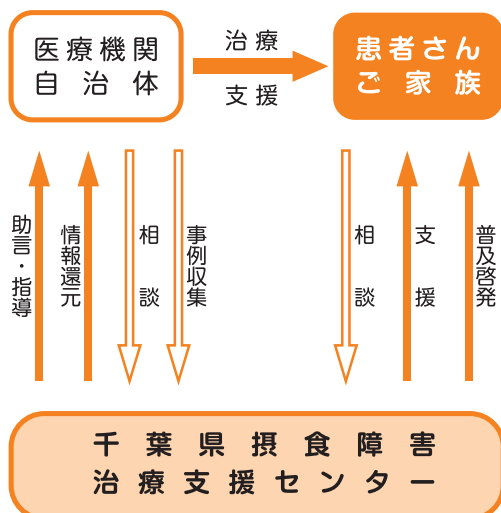 医療機関
自治体
治療
支援
患者さん
ご家族
助言・指導
情報還元
相談
事例収集
相談
支援
普及啓発
千葉県摂食障害
治療支援センター